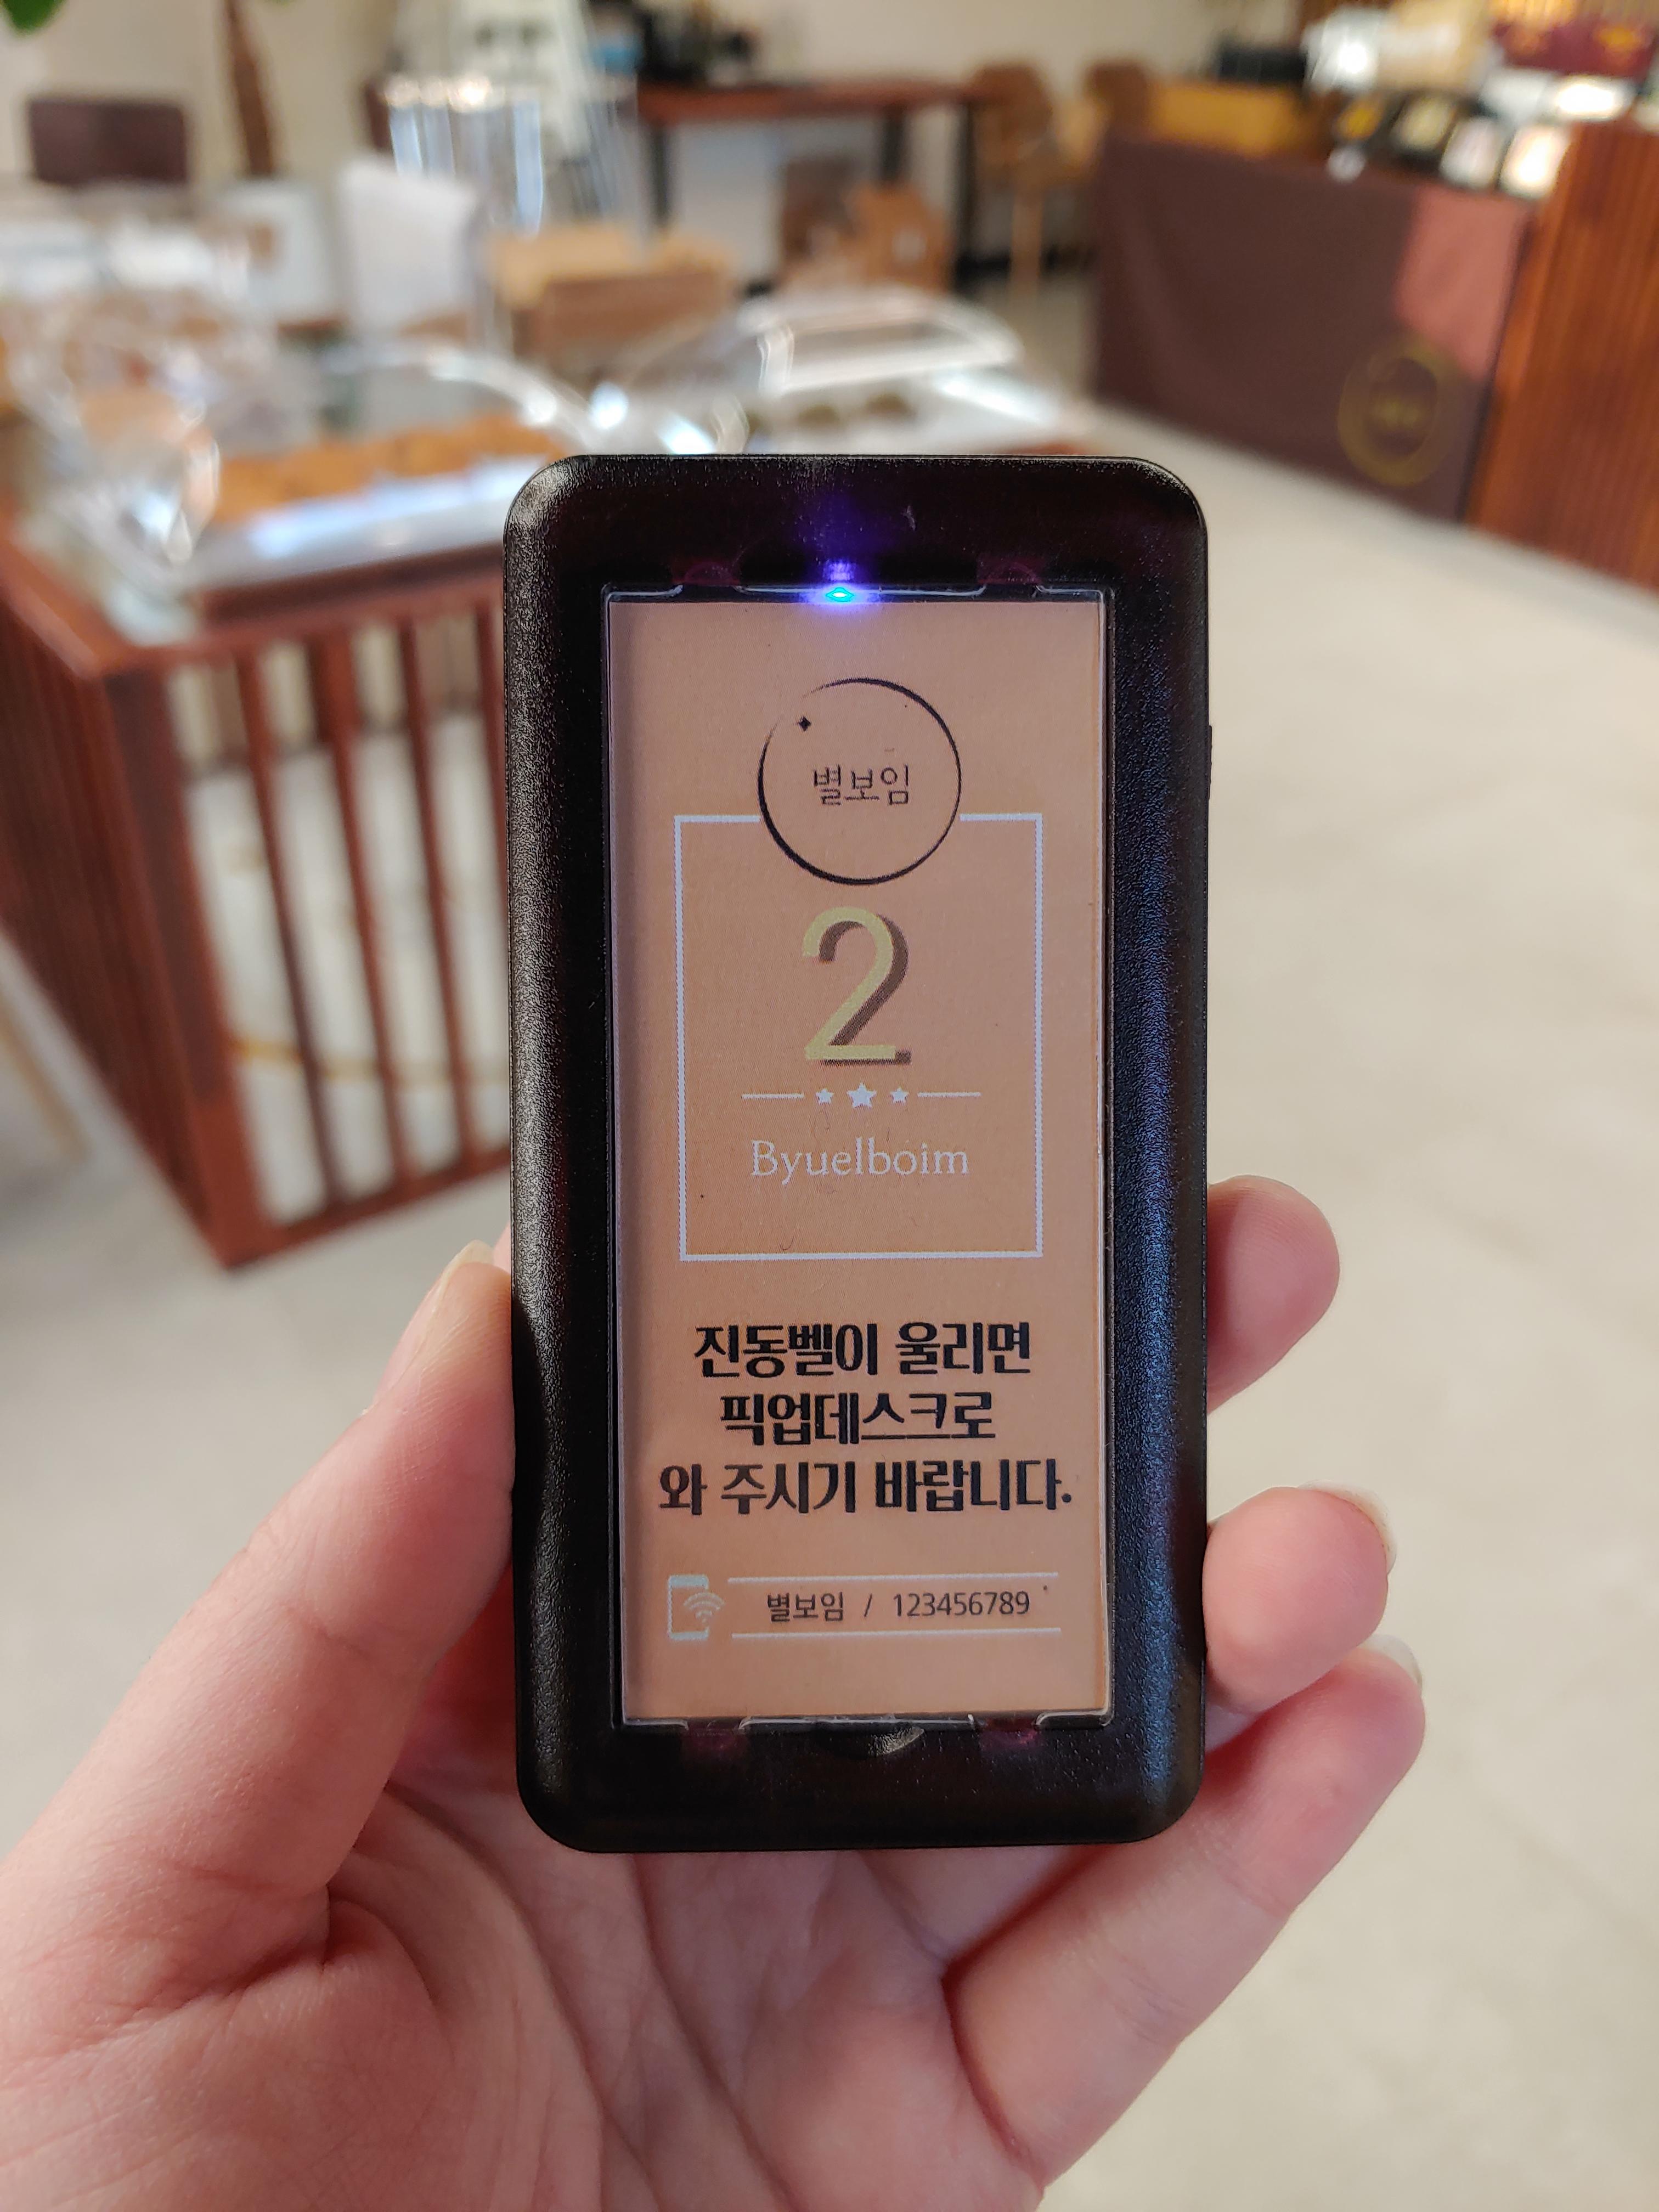 별보임
2
Byuelboim
진동벨이 울리면
픽업데스크로
와 주시기 바랍니다.
별보임 / 123456789